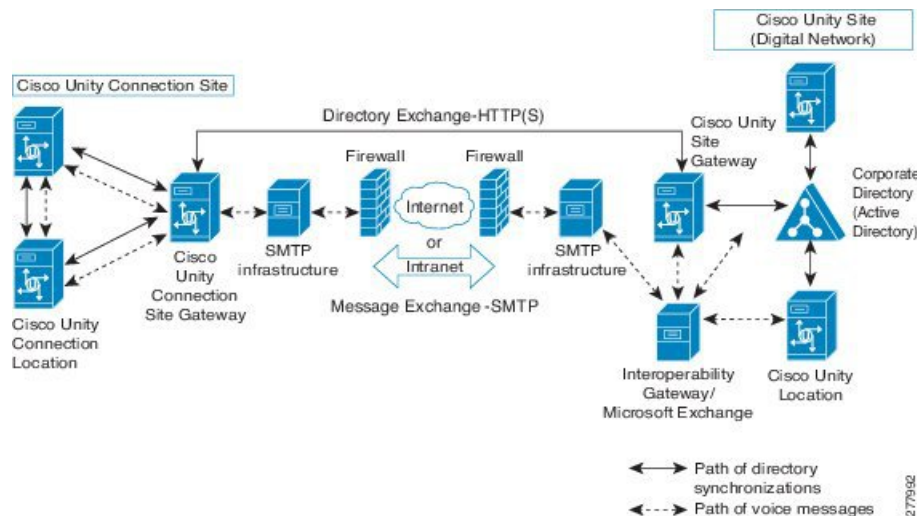 Cisco Unity Site
(Digital Network)
Cisco Unity Connection Site
Directory Exchange-HTTP(S)
Cisco Unity
Site
Gateway
Firewall
Firewall
Corporate
Directory
(Active
Directory)
Internet
or
Intranet
SMTP
infrastructure
SMTP
infrastructure
Cisco
Unity
Connection
Site Gateway
Message Exchange -SMTP
Cisco Unity
Connection
Location
Interoperability
Gateway/
Microsoft Exchange
Cisco Unity
Location
Path of directory
synchronizations
Path of voice messages
277992